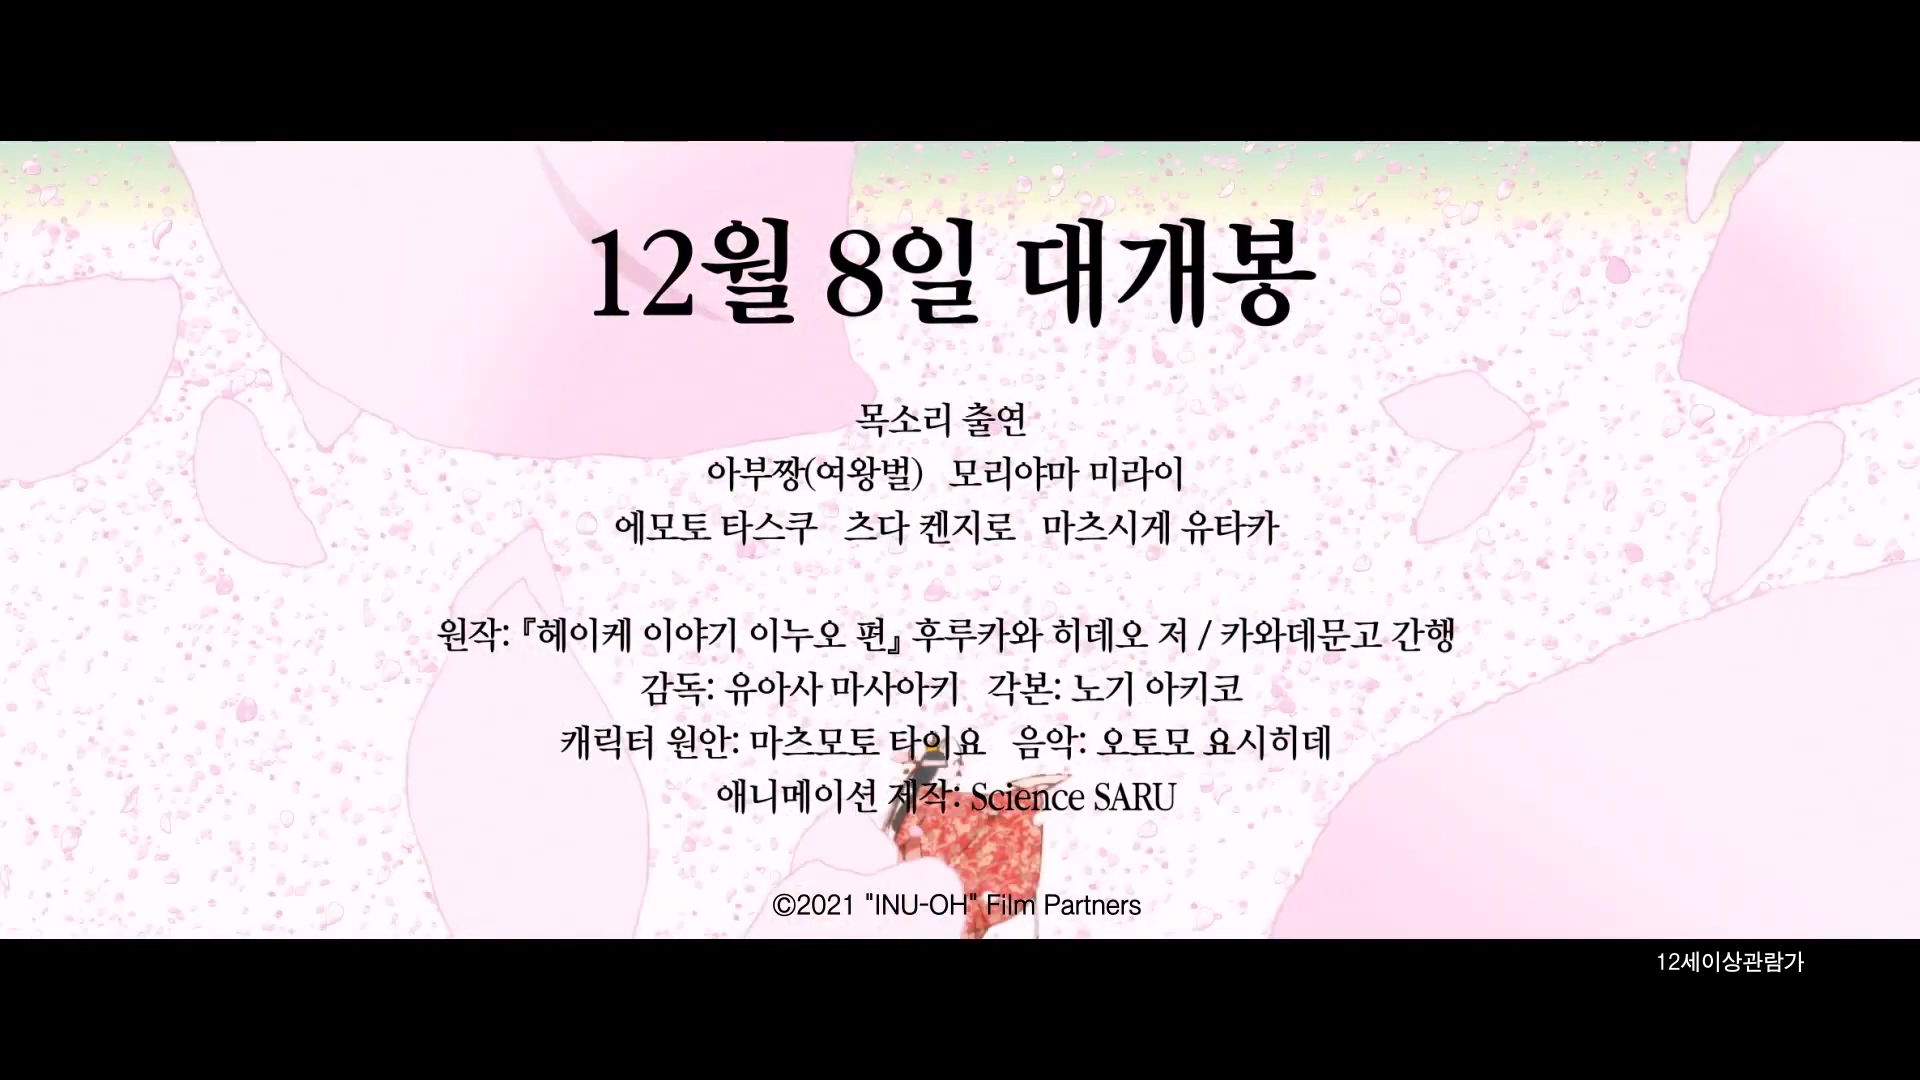 12월 8일 대개봉
목소리 출연
아부짱(여왕벌) 모리야마 미라이
에모토 타스쿠 츠다 켄지로 마츠시게 유타카
원작: 『헤이케 이야기 이누오 편』 후루카와 히데오 저 / 카와데문고 간행
감독: 유아사 마사아키 각본: 노기 아키코
캐릭터 원안: 마츠모토 타이요 음악: 오토모 요시히데
애니메이션 제작: Science SARU
©2021 "INU-OH" Film Partners
12세이상관람가